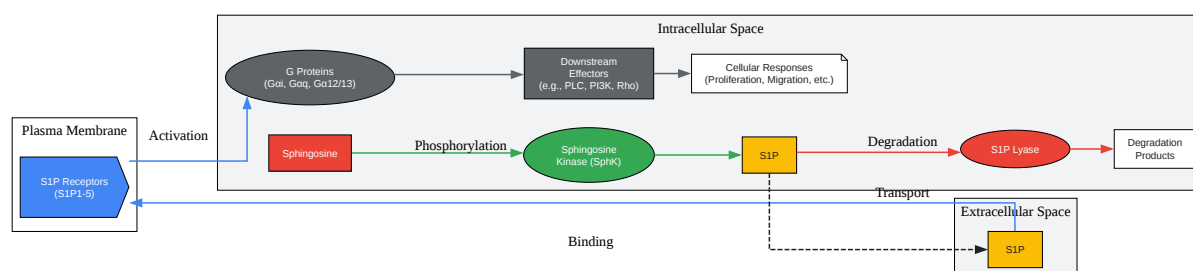 Intracellular Space
G Proteins
(Gαi, Gαq, Gα12/13)
Downstream
Effectors
(e.g., PLC, PI3K, Rho)
Cellular Responses
(Proliferation, Migration, etc.)
Plasma Membrane
Activation
S1P Receptors
(S1P1-5)
Sphingosine
Phosphorylation
Sphingosine
Kinase (SphK)
S1P
Degradation
S1P Lyase
Degradation
Products
Transport
Extracellular Space
Binding
S1P